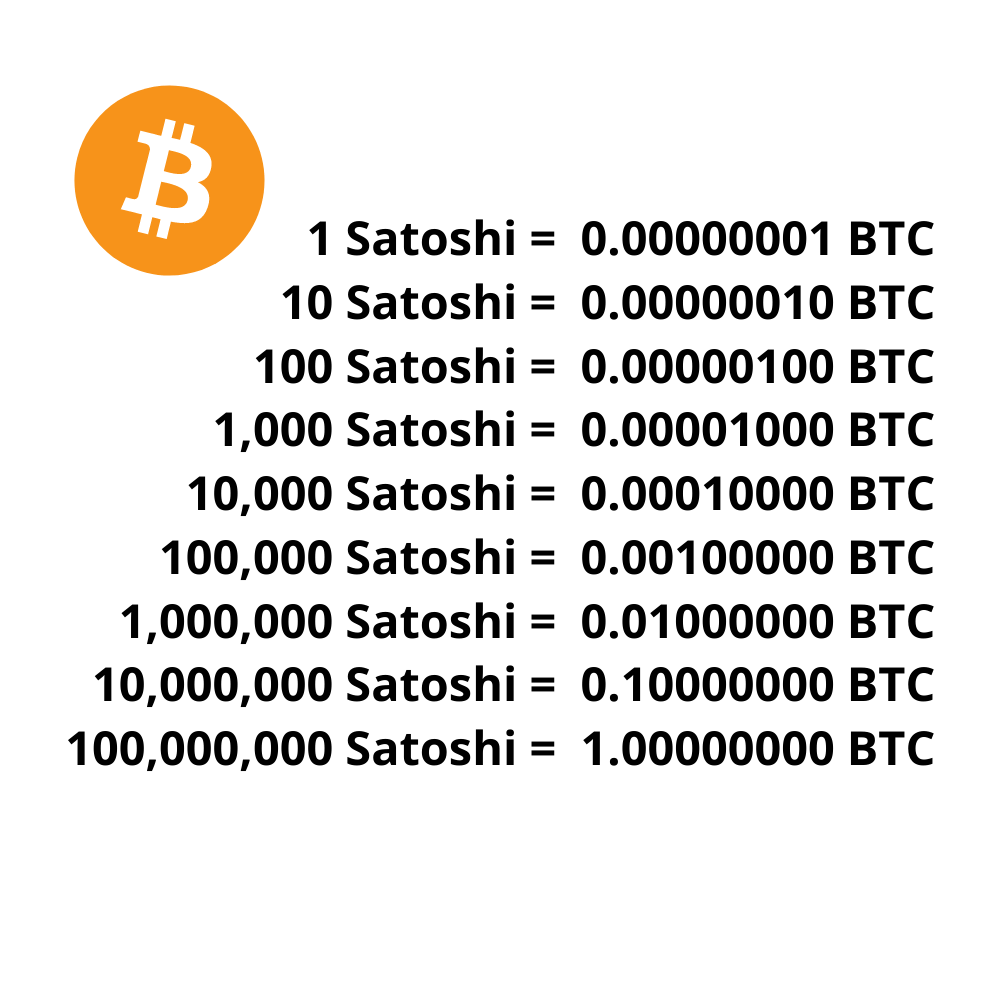 1 Satoshi = 0.00000001 BTC
10 Satoshi = 0.00000010 BTC
100 Satoshi = 0.00000100 BTC
1,000 Satoshi = 0.00001000 BTC
10,000 Satoshi = 0.00010000 BTC
100,000 Satoshi = 0.00100000 BTC
1,000,000 Satoshi = 0.01000000 BTC
10,000,000 Satoshi = 0.10000000 BTC
100,000,000 Satoshi = 1.00000000 BTC